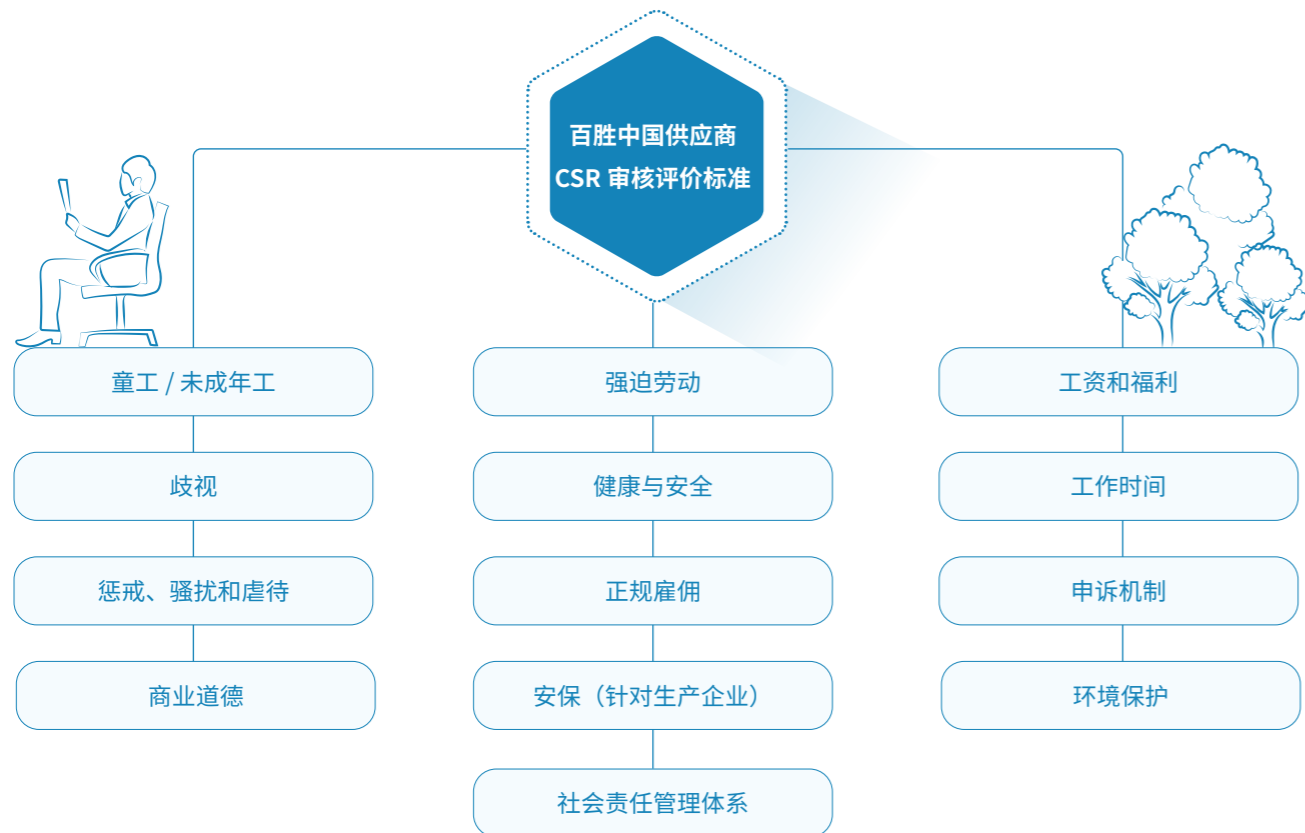 百胜中国供应商
CSR 审核评价标准
童工 / 未成年工
强迫劳动
工资和福利
歧视
健康与安全
工作时间
惩戒、骚扰和虐待
正规雇佣
申诉机制
商业道德
安保（针对生产企业）
环境保护
社会责任管理体系